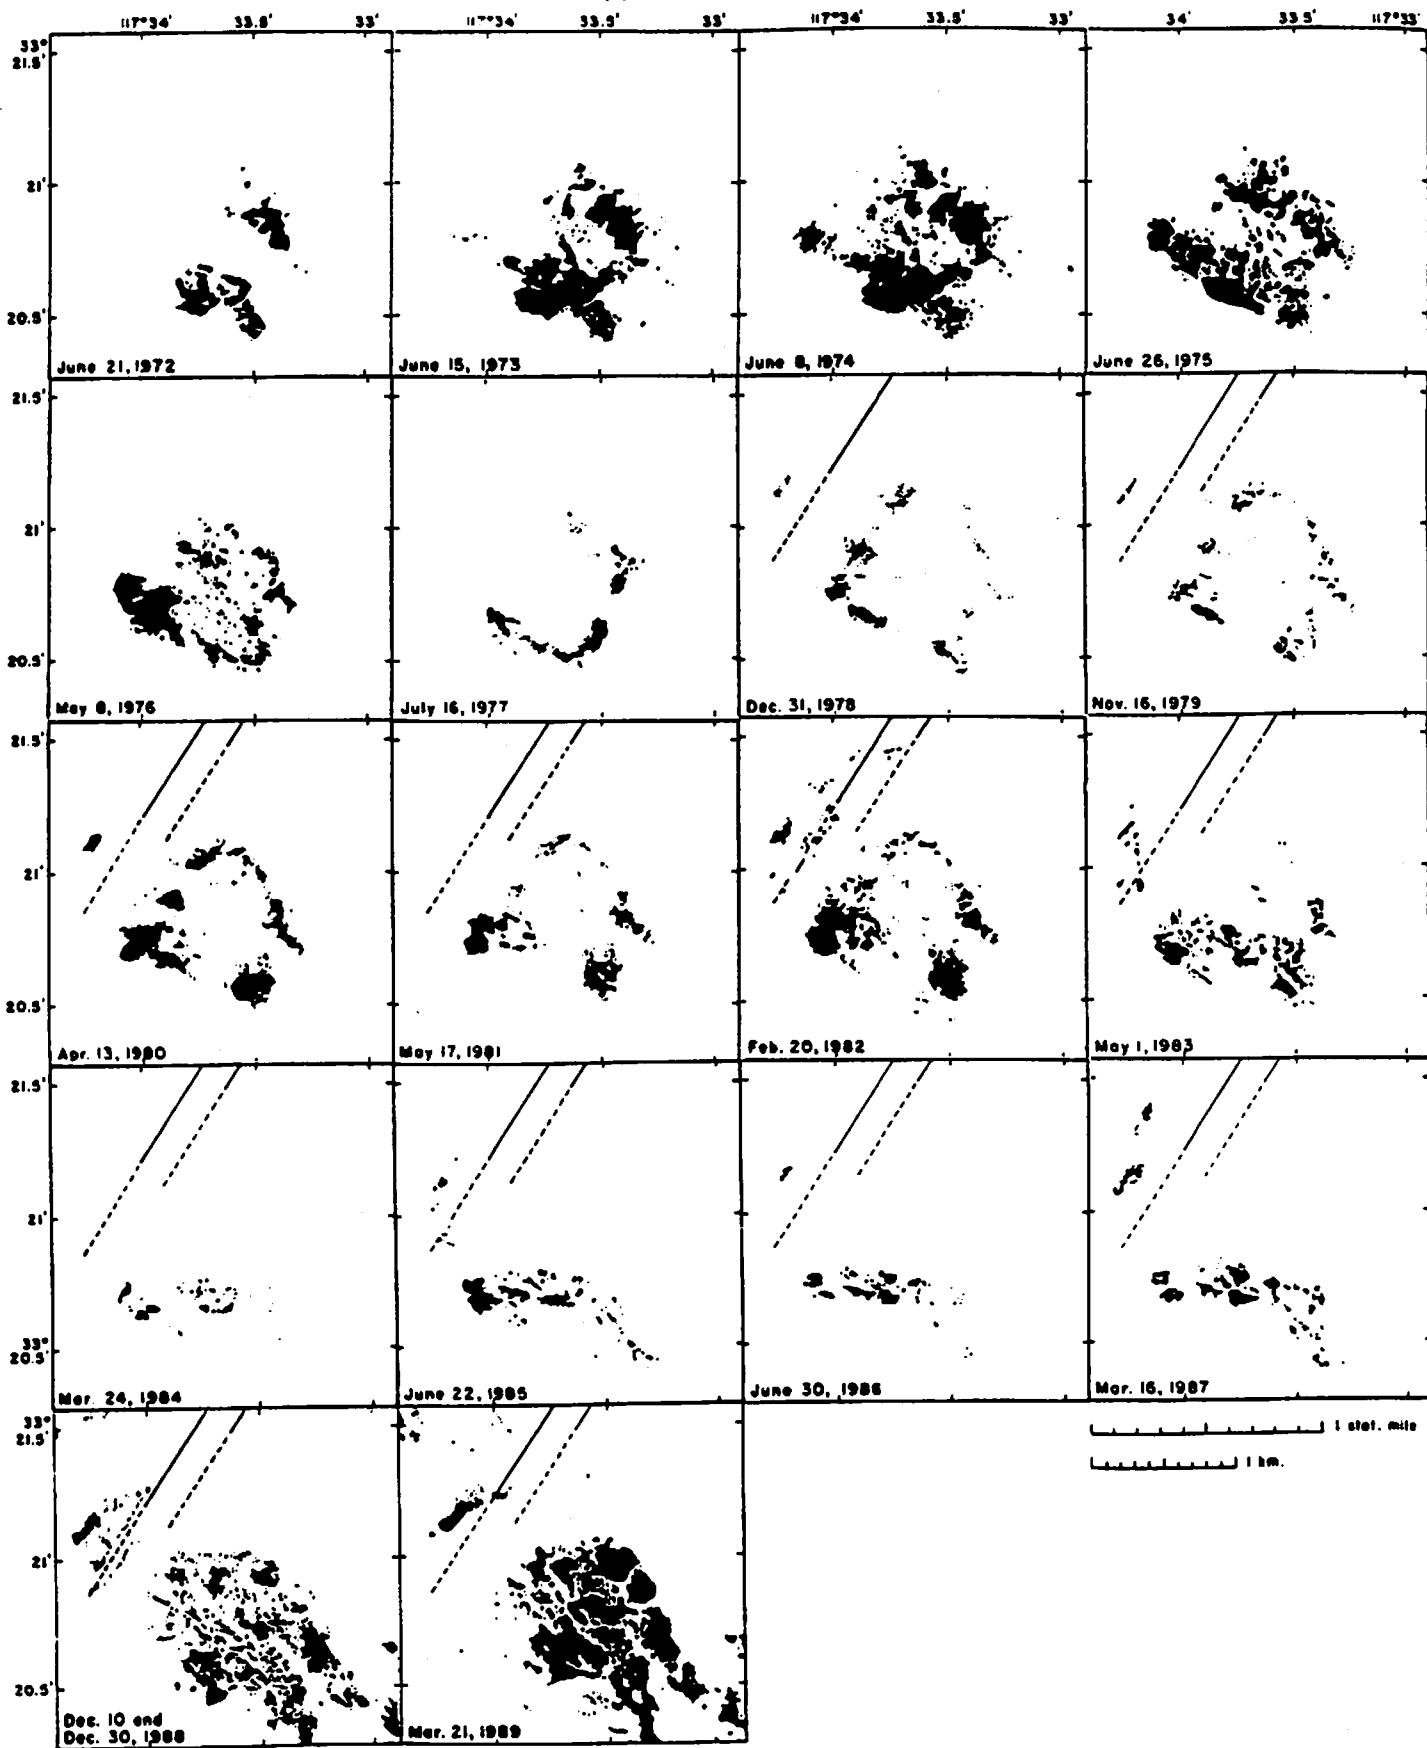 117°34' 33.5' 33' 117°34' 33.5' 33' 117°34' 33.5' 33' 34' 33.5' 117°33'
33°
21.5'
21'
20.5'
June 21, 1972 June 15, 1973 June 8, 1974 June 26, 1975
21.5'
21'
20.5'
May 8, 1976 July 16, 1977 Dec. 31, 1978 Nov. 16, 1979
21.5'
21'
20.5'
Apr. 13, 1980 May 17, 1981 Feb. 20, 1982 May 1, 1983
21.5'
21'
33°
20.5'
Mar. 24, 1984 June 22, 1985 June 30, 1986 Mar. 16, 1987
33°
21.5'
1 stat. mile
1 km.
21'
20.5'
Dec. 10 and
Dec. 30, 1988 Mar. 21, 1989